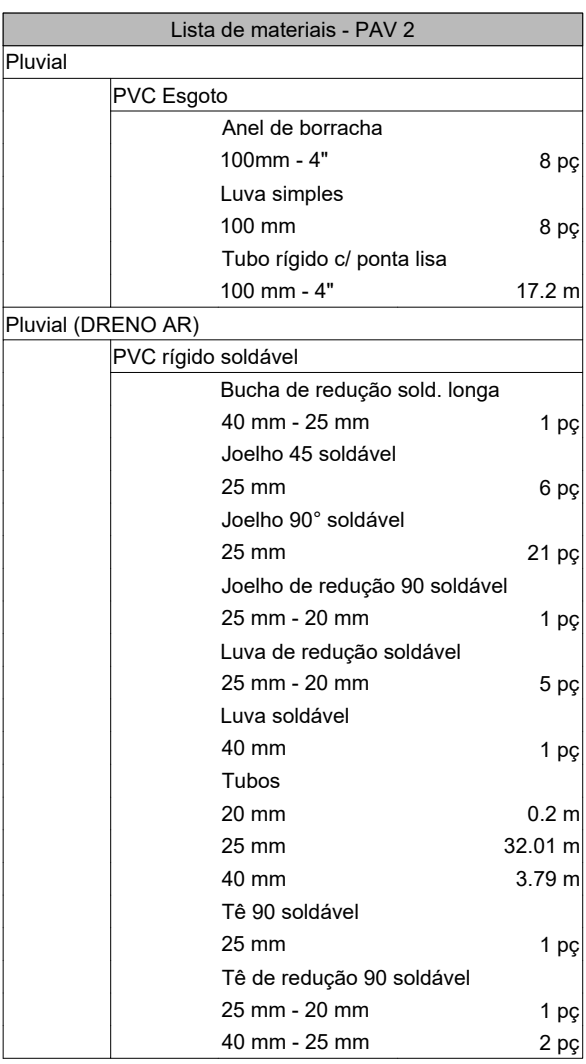 Lista de materiais - PAV 2
Pluvial
PVC Esgoto
Anel de borracha
100mm - 4" 8 pç
Luva simples
100 mm 8 pç
Tubo rígido c/ ponta lisa
100 mm - 4" 17.2 m
Pluvial (DRENO AR)
PVC rígido soldável
Bucha de redução sold. longa
40 mm - 25 mm 1 pç
Joelho 45 soldável
25 mm 6 pç
Joelho 90° soldável
25 mm 21 pç
Joelho de redução 90 soldável
25 mm - 20 mm 1 pç
Luva de redução soldável
25 mm - 20 mm 5 pç
Luva soldável
40 mm 1 pç
Tubos
20 mm 0.2 m
25 mm 32.01 m
40 mm 3.79 m
Tê 90 soldável
25 mm 1 pç
Tê de redução 90 soldável
25 mm - 20 mm 1 pç
40 mm - 25 mm 2 pç